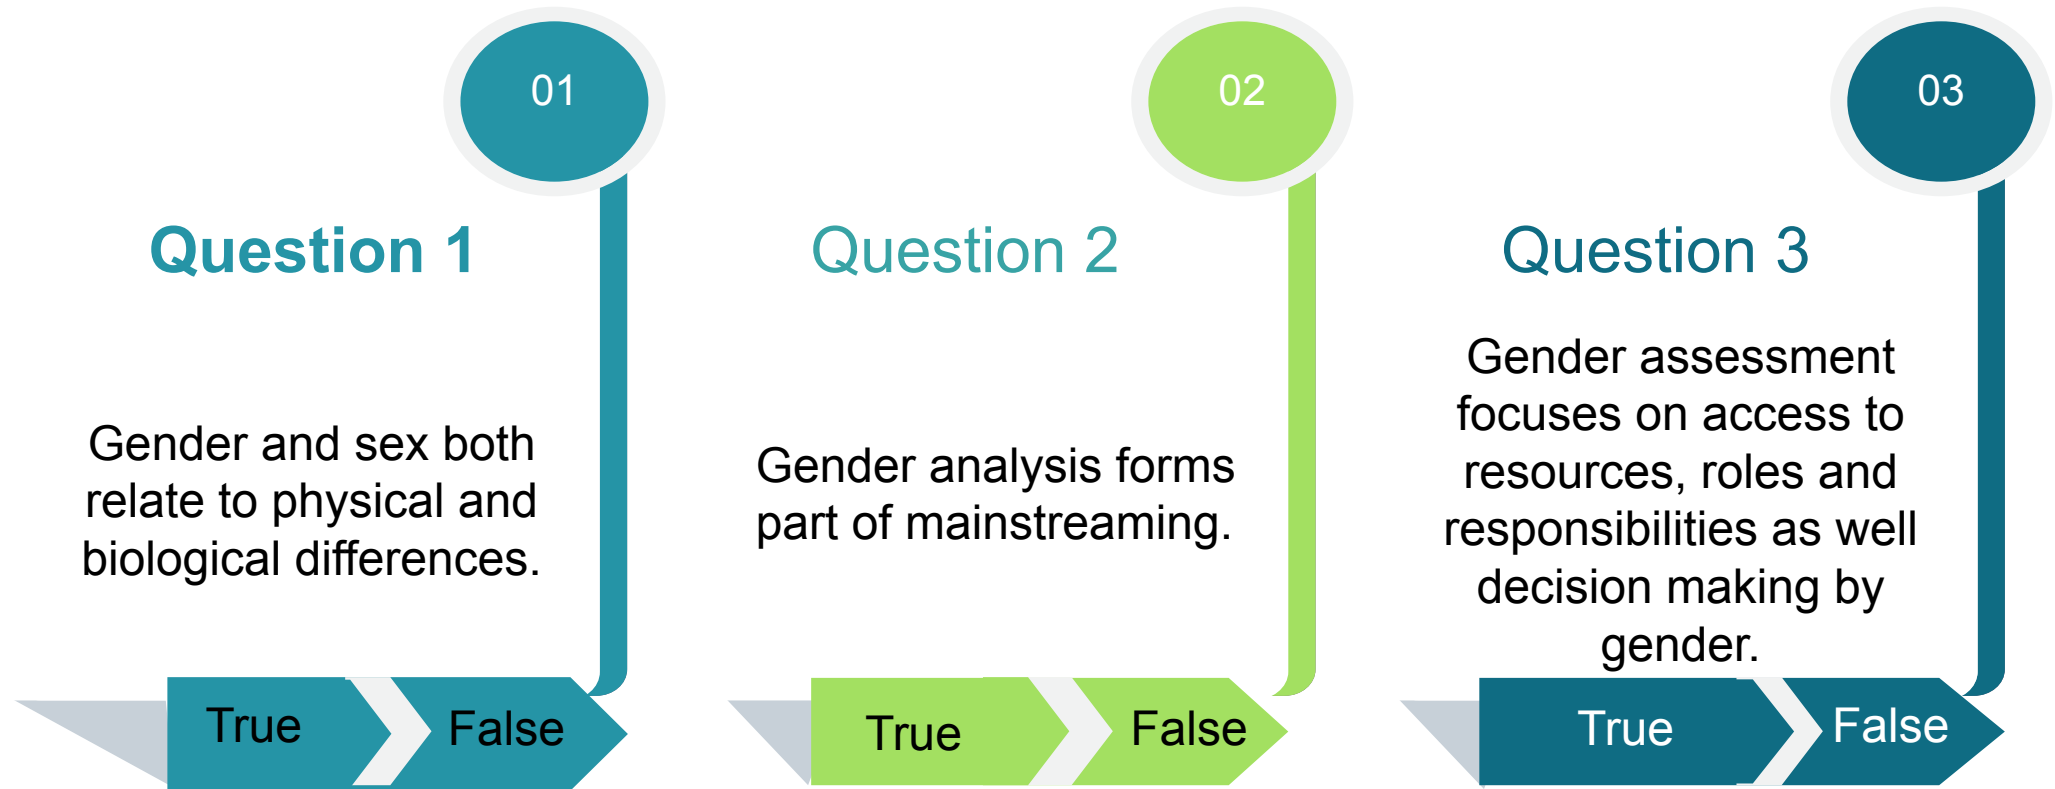 01
Question 1
Gender and sex both
relate to physical and
biological differences.
True
False
02
Question 2
Gender analysis forms
part of mainstreaming.
True
False
03
Question 3
Gender assessment
focuses on access to
resources, roles and
responsibilities as well
decision making by
gender.
True
False